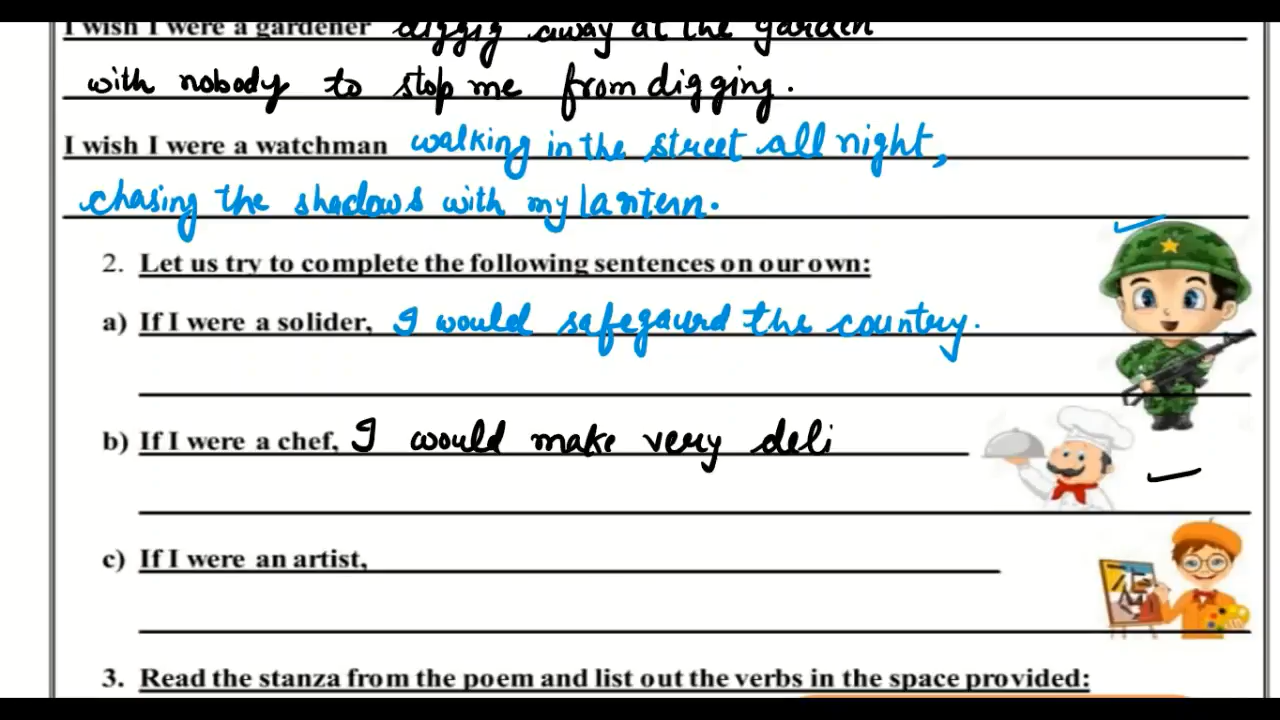 I wish I were a gardener diggig away at the garden
with nobody to stop me from digging.
I wish I were a watchman walking in the street all night,
chasing the shadows with my lantern.
2. Let us try to complete the following sentences on our own:
a) If I were a solider, I would safegaurd the country.
b) If I were a chef, I would make very deli
c) If I were an artist,
3. Read the stanza from the poem and list out the verbs in the space provided: